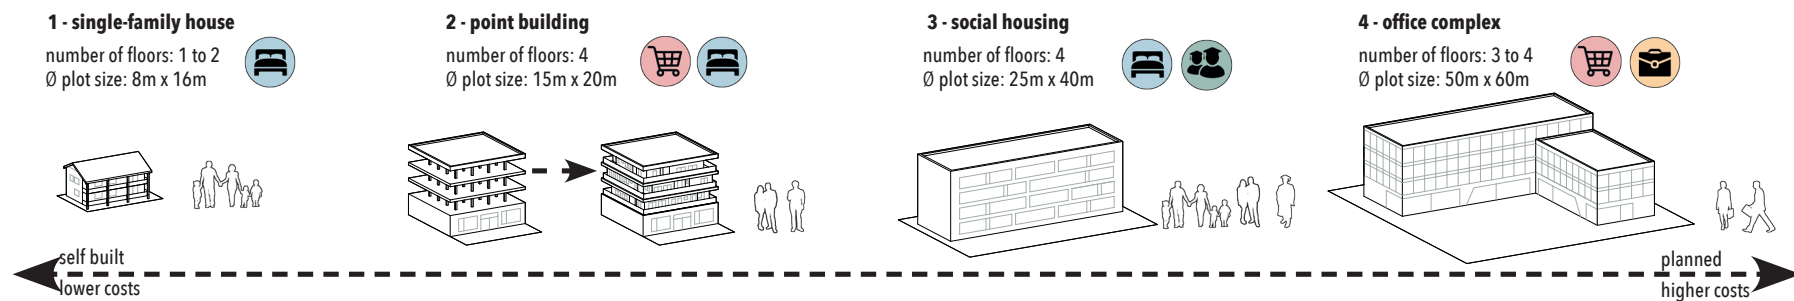 1 - single-family house
number of floors: 1 to 2
Ø plot size: 8m x 16m
2 - point building
number of floors: 4
Ø plot size: 15m x 20m
3 - social housing
number of floors: 4
Ø plot size: 25m x 40m
4 - office complex
number of floors: 3 to 4
Ø plot size: 50m x 60m
self built
lower costs
planned
higher costs